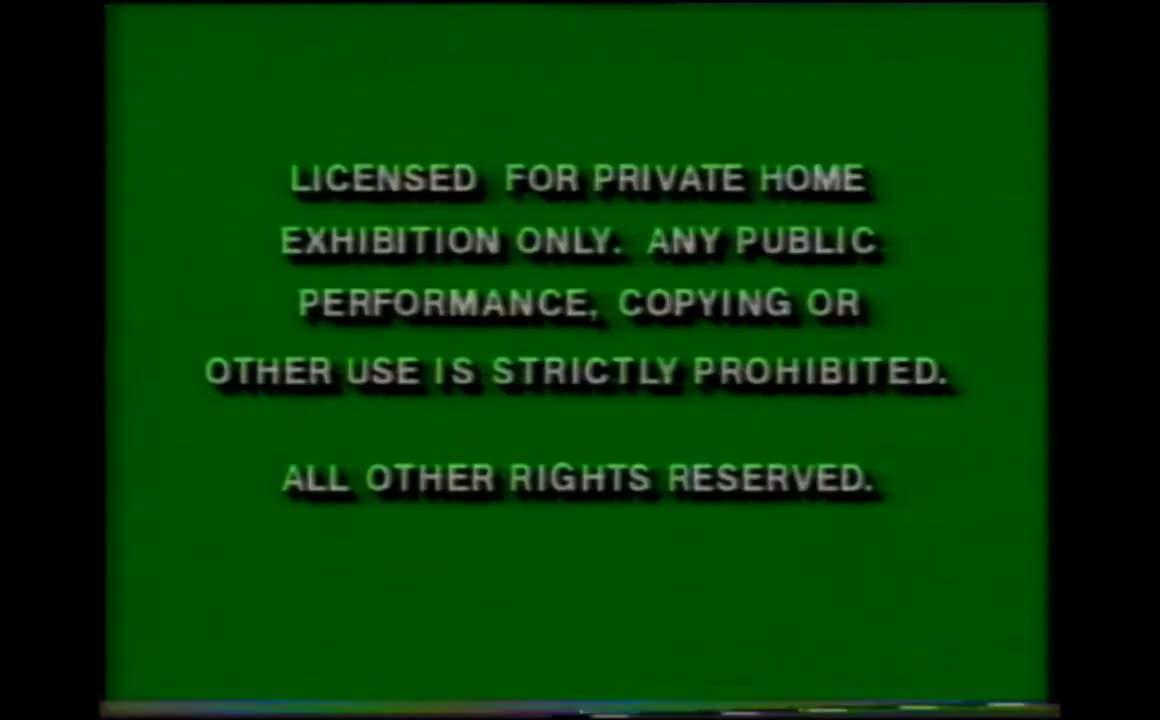 LICENSED FOR PRIVATE HOME
EXHIBITION ONLY. ANY PUBLIC
PERFORMANCE, COPYING OR
OTHER USE IS STRICTLY PROHIBITED.
ALL OTHER RIGHTS RESERVED.